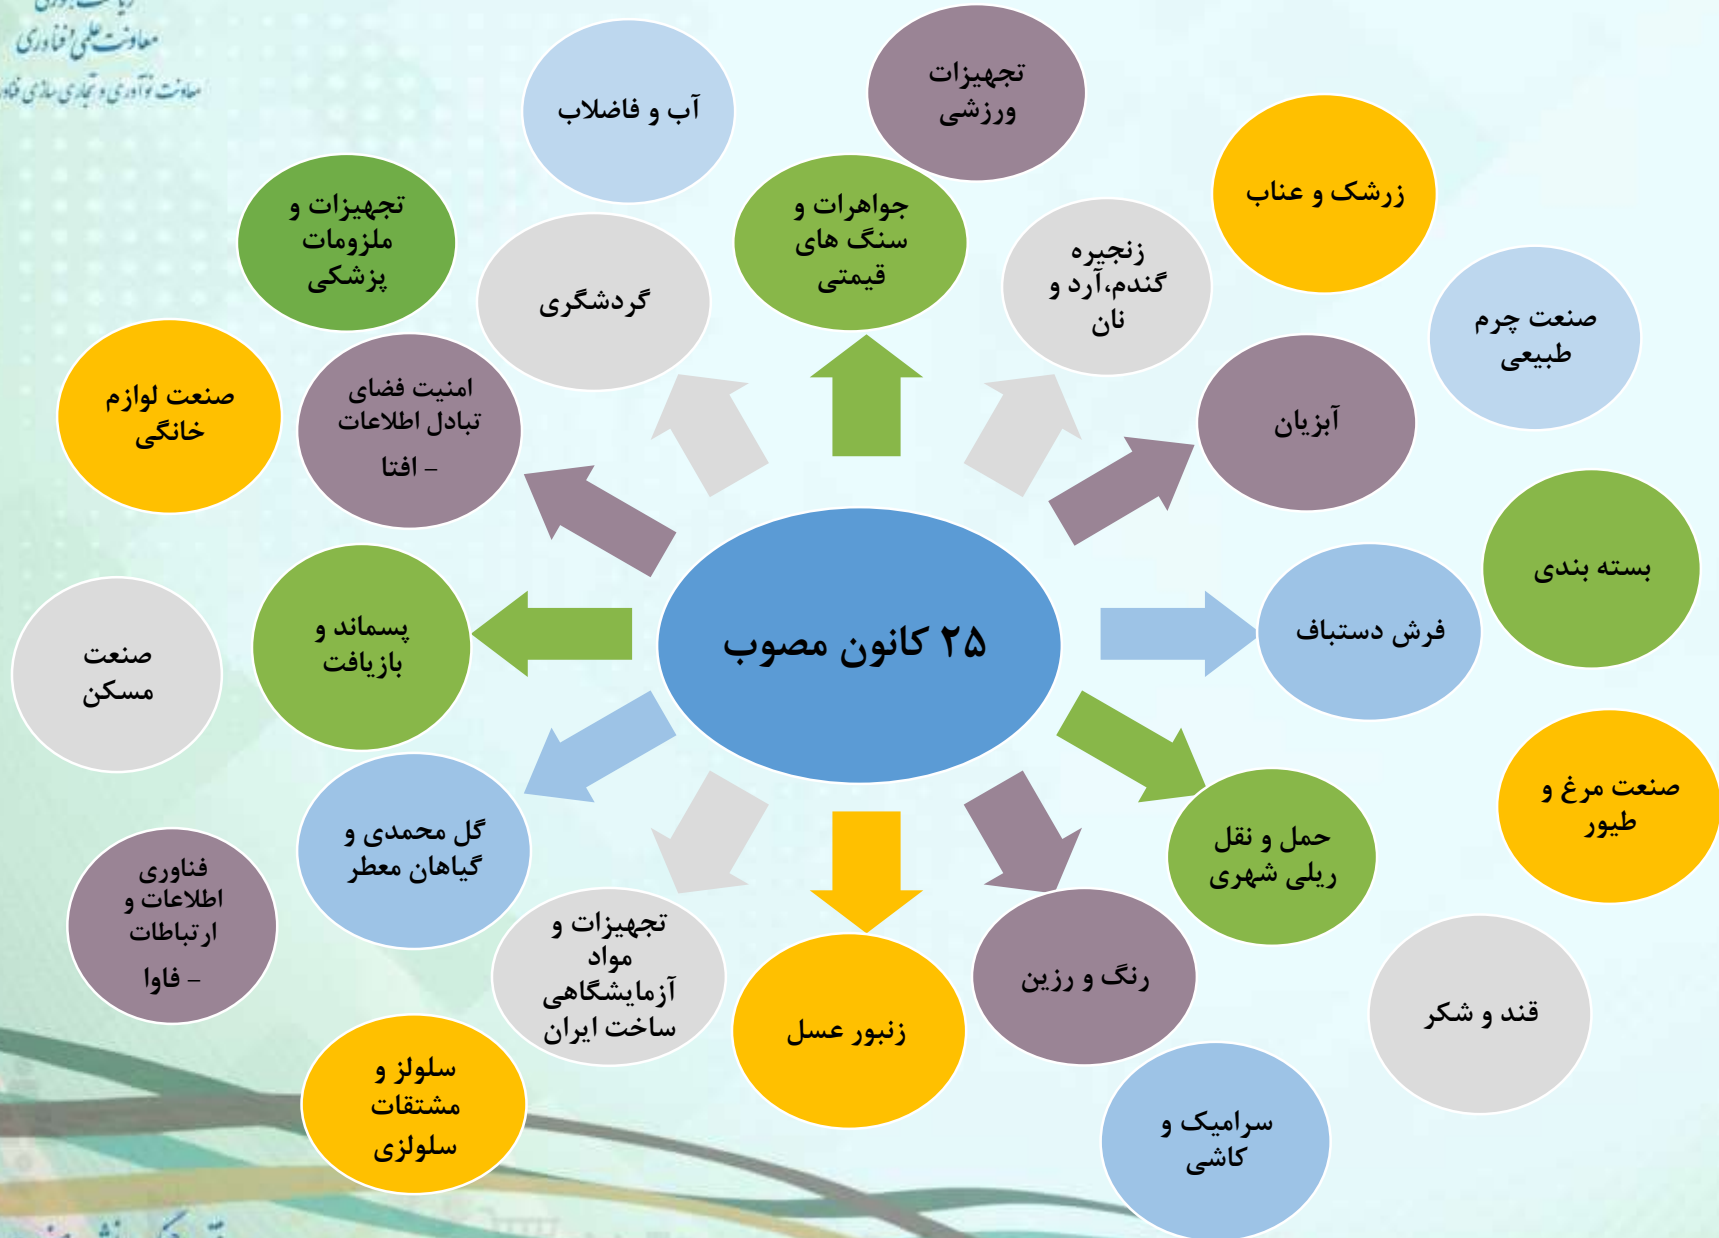 معاونت علمی و فناوری
معاونت نوآوری و تجاری سازی
آب و فاضلاب
تجهیزات
ورزشی
زرشک و عناب
تجهیزات و
ملزومات
پزشکی
گردشگری
جواهرات و
سنگ های
قیمتی
زنجیره
گندم،آرد و
نان
صنعت چرم
طبیعی
صنعت لوازم
خانگی
امنیت فضای
تبادل اطلاعات
– افتا
آبزیان
بسته بندی
صنعت
مسکن
پسماند و
بازیافت
۲۵ کانون مصوب
فرش دستباف
صنعت مرغ و
طیور
گل محمدی و
گیاهان معطر
حمل و نقل
ریلی شهری
فناوری
اطلاعات و
ارتباطات
– فاوا
تجهیزات و
مواد
آزمایشگاهی
ساخت ایران
زنبور عسل
رنگ و رزین
قند و شکر
سلولز و
مشتقات
سلولزی
سرامیک و
کاشی